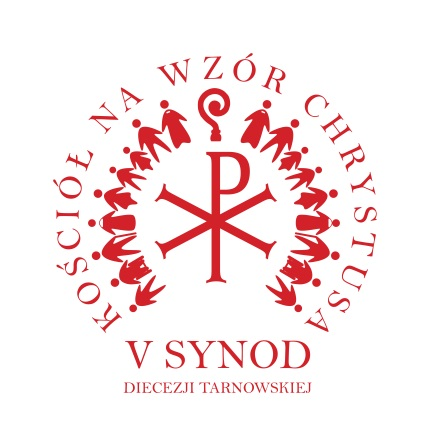 KOŚCIÓŁ NA WZÓR CHRYSTUSA
V SYNOD
DIECEZJI TARNOWSKIEJ